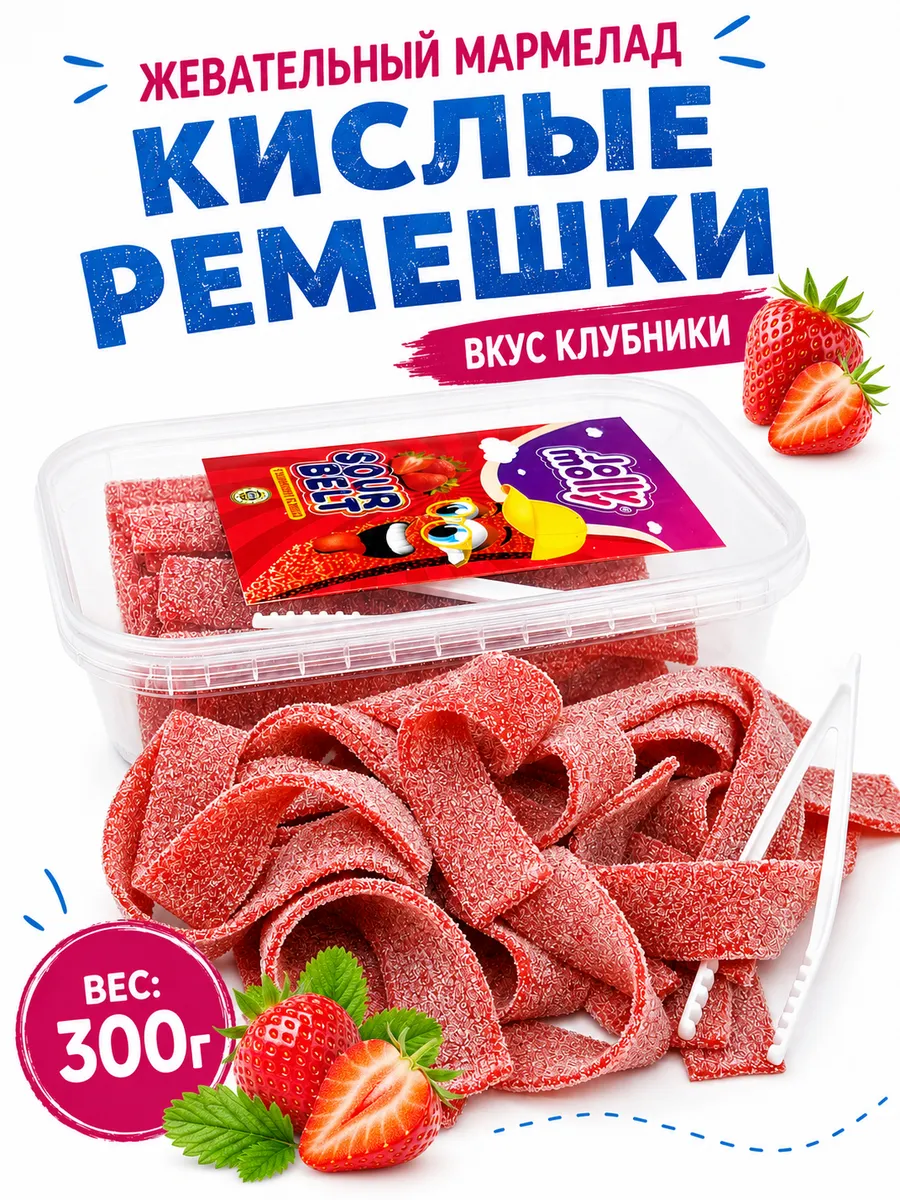 ЖЕВАТЕЛЬНЫЙ МАРМЕЛАД
КИСЛЫЕ
РЕМЕШКИ
ВКУС КЛУБНИКИ
SOUR
BELT
Jolly
molly
ВЕС:
300г